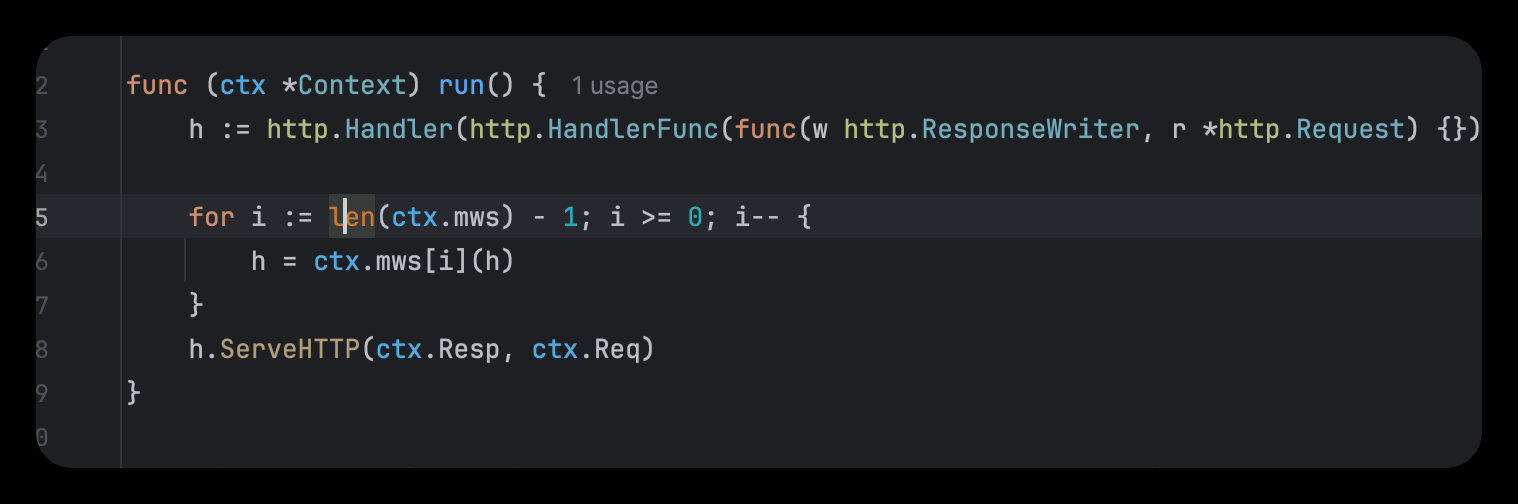 2 func (ctx *Context) run() { 1 usage
3 h := http.Handler(http.HandlerFunc(func(w http.ResponseWriter, r *http.Request) {})
4
5 for i := len(ctx.mws) - 1; i >= 0; i-- {
6 h = ctx.mws[i](h)
7 }
8 h.ServeHTTP(ctx.Resp, ctx.Req)
9 }
0